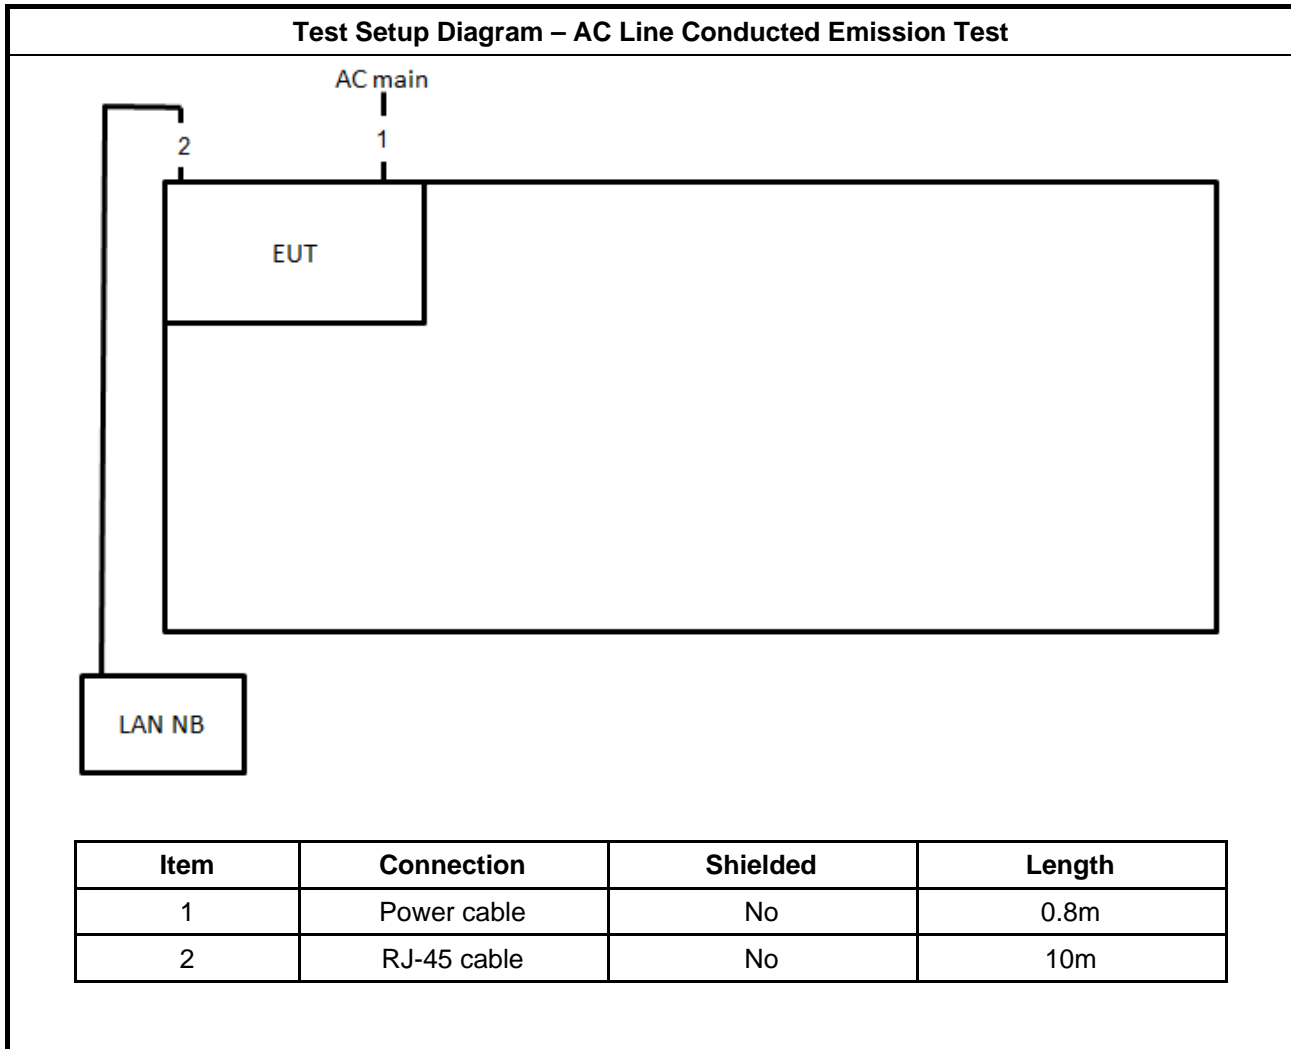 Test Setup Diagram – AC Line Conducted Emission Test
AC main
2
1
EUT
LAN NB
Item Connection Shielded Length
1 Power cable No 0.8m
2 RJ-45 cable No 10m